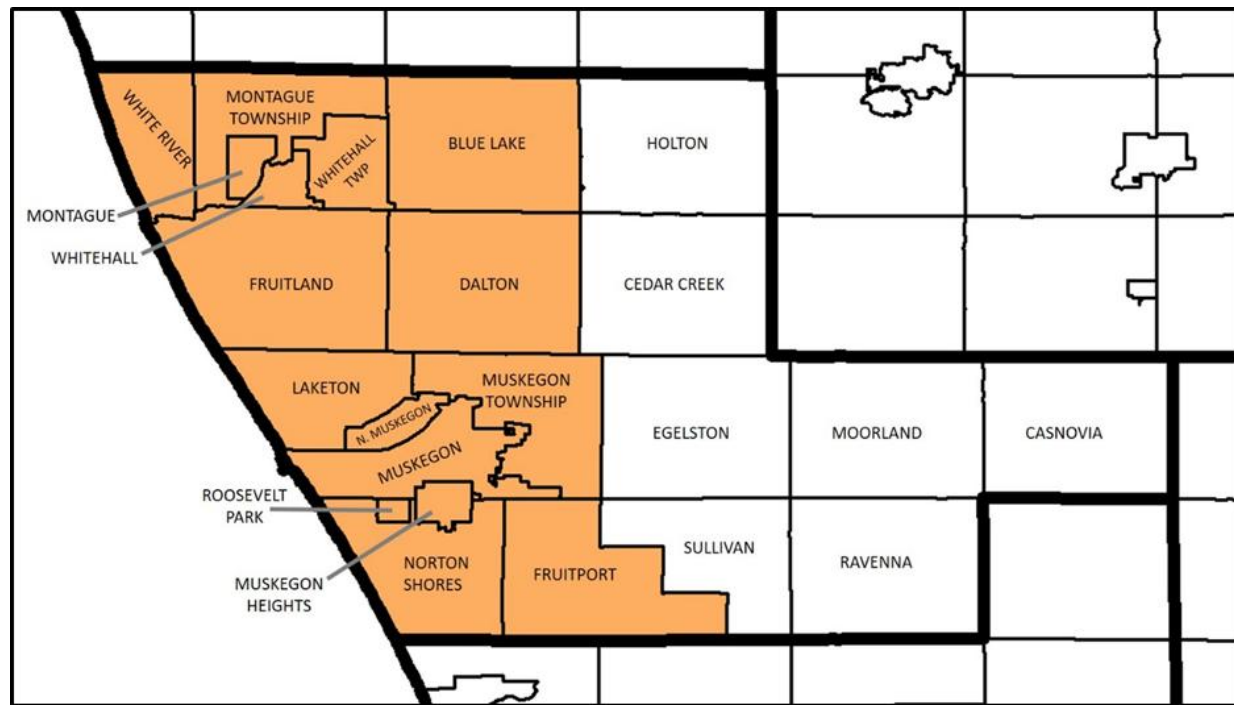 WHITE RIVER
MONTAGUE
TOWNSHIP
WHITEHALL
TWP
BLUE LAKE
HOLTON
MONTAGUE
WHITEHALL
FRUITLAND
DALTON
CEDAR CREEK
LAKETON
N. MUSKEGON
MUSKEGON
TOWNSHIP
MUSKEGON
EGELSTON
MOORLAND
CASNOVIA
ROOSEVELT
PARK
MUSKEGON
HEIGHTS
NORTON
SHORES
FRUITPORT
SULLIVAN
RAVENNA